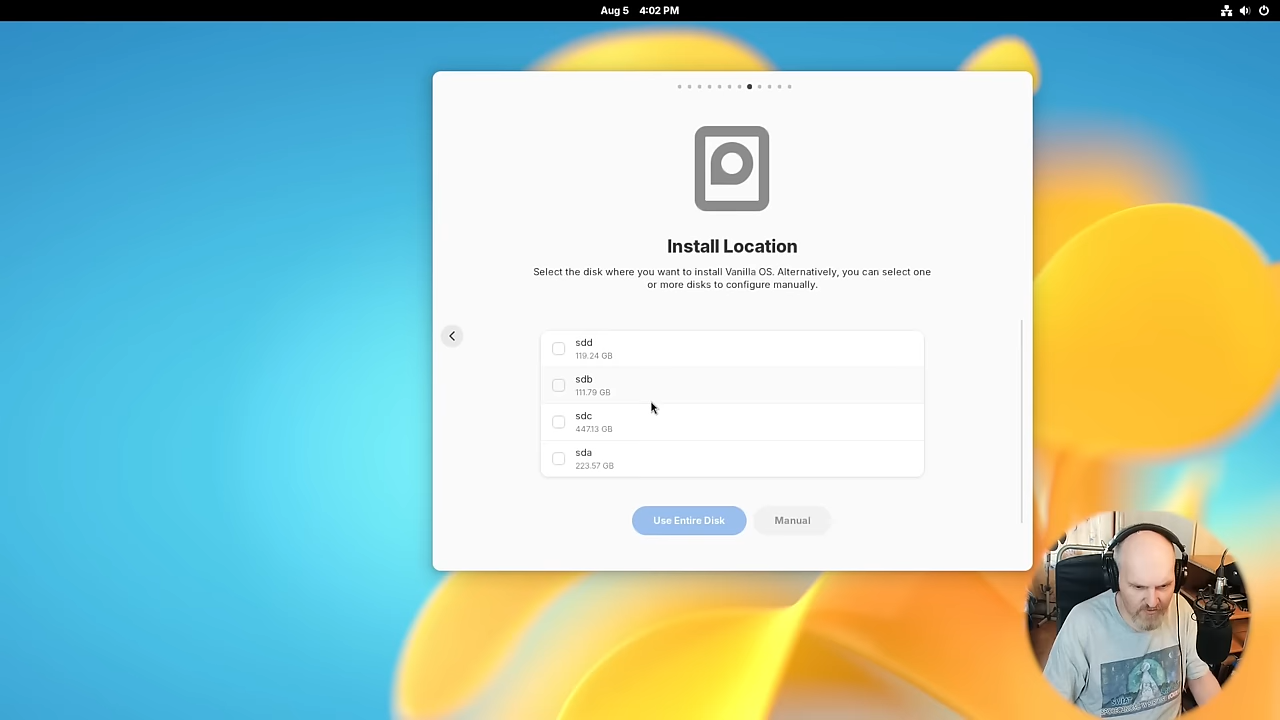 Aug 5 4:02 PM
Install Location
Select the disk where you want to install Vanilla OS. Alternatively, you can select one
or more disks to configure manually.
sdd
119.24 GB
sdb
111.79 GB
sdc
447.13 GB
sda
223.57 GB
Use Entire Disk
Manual